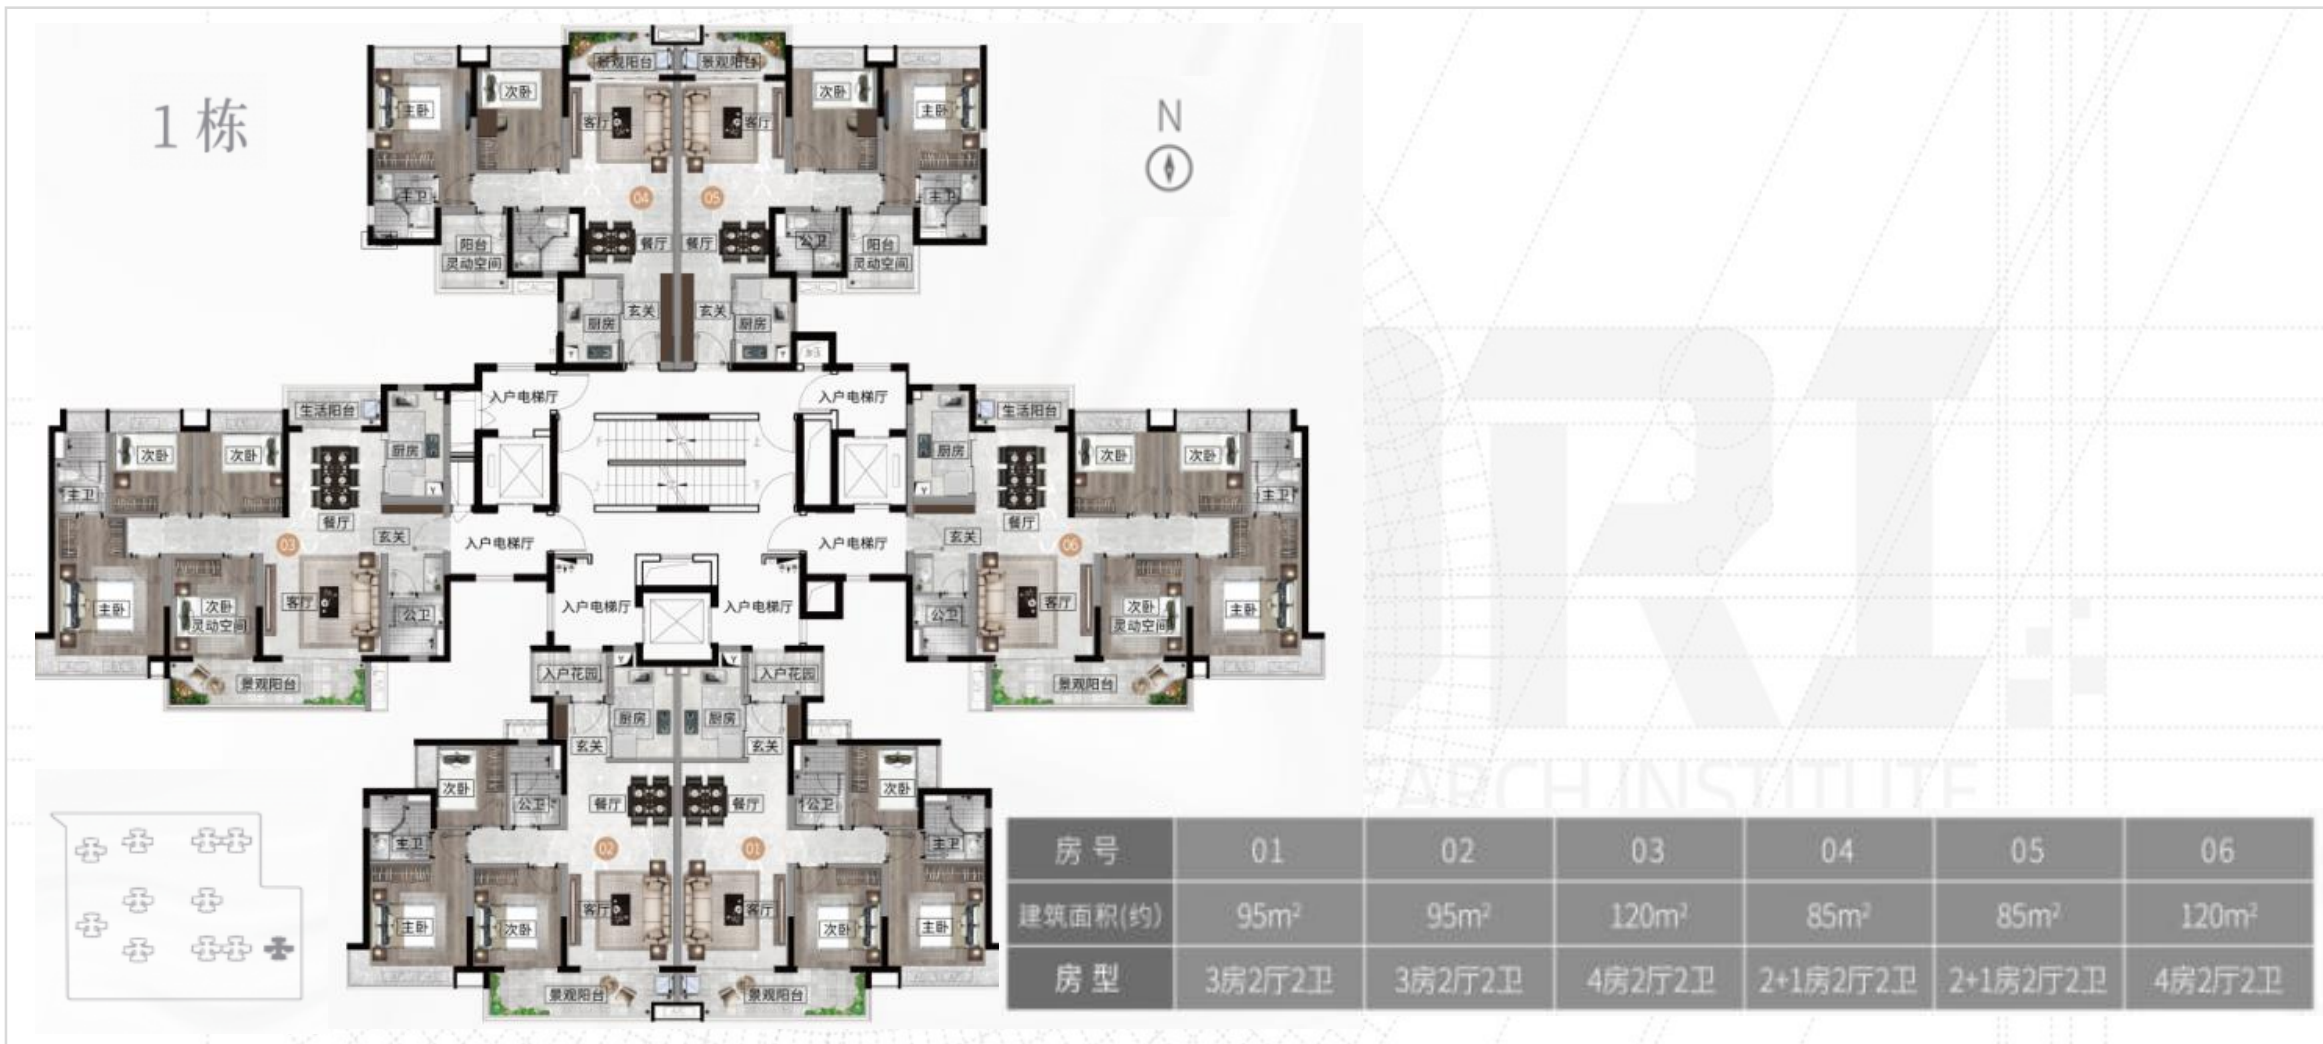 1栋
N
景观阳台 景观阳台
主卧 次卧 次卧 主卧
客厅 客厅
主卫 04 05 主卫
阳台 餐厅 餐厅 公卫 阳台
灵动空间 灵动空间
玄关 玄关
厨房 厨房
入户电梯厅 入户电梯厅
生活阳台 生活阳台
次卧 次卧 厨房 厨房 次卧 次卧
主卫 主卫
餐厅 餐厅
03 玄关 入户电梯厅 入户电梯厅 玄关 06
主卧 次卧 客厅 公卫 入户电梯厅 入户电梯厅 公卫 客厅 次卧 主卧
灵动空间 灵动空间
景观阳台 入户花园 入户花园 景观阳台
厨房 厨房
玄关 玄关
次卧 公卫 餐厅 餐厅 公卫 次卧
主卫 02 01 主卫
主卧 次卧 客厅 客厅 次卧 主卧
景观阳台 景观阳台
ARCH INSTITUTE
房号 01 02 03 04 05 06
建筑面积(约) 95m² 95m² 120m² 85m² 85m² 120m²
房型 3房2厅2卫 3房2厅2卫 4房2厅2卫 2+1房2厅2卫 2+1房2厅2卫 4房2厅2卫